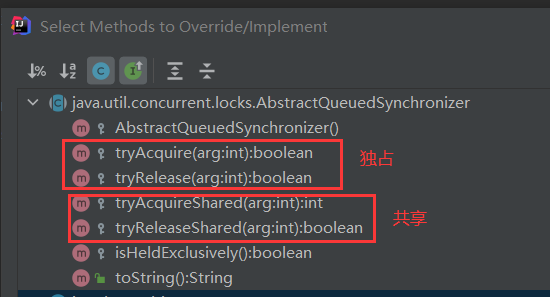 Select Methods to Override/Implement
java.util.concurrent.locks.AbstractQueuedSynchronizer
AbstractQueuedSynchronizer()
tryAcquire(arg:int):boolean
独占
tryRelease(arg:int):boolean
tryAcquireShared(arg:int):int
共享
tryReleaseShared(arg:int):boolean
isHeldExclusively():boolean
toString():String